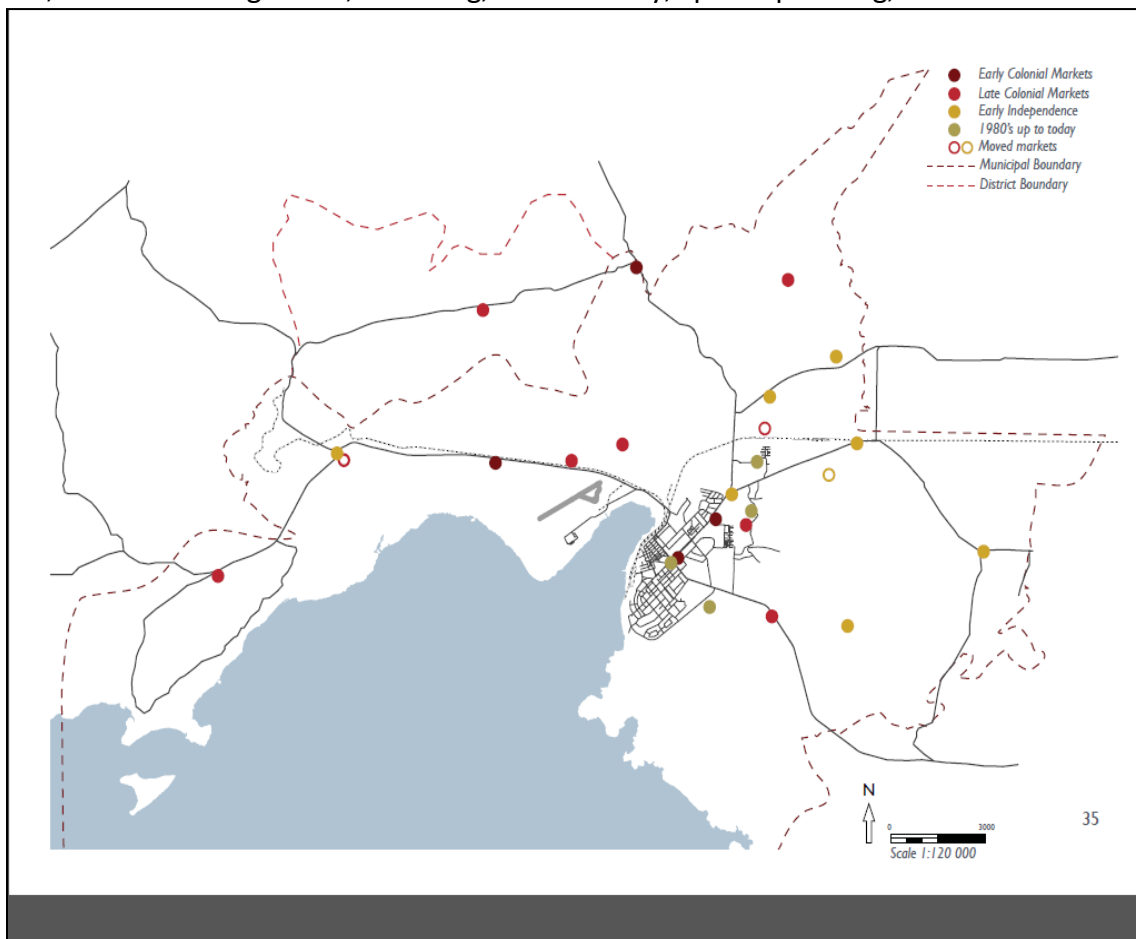 Early Colonial Markets
Late Colonial Markets
Early Independence
1980's up to today
Moved markets
Municipal Boundary
District Boundary
N
35
0 3000
Scale 1:120 000